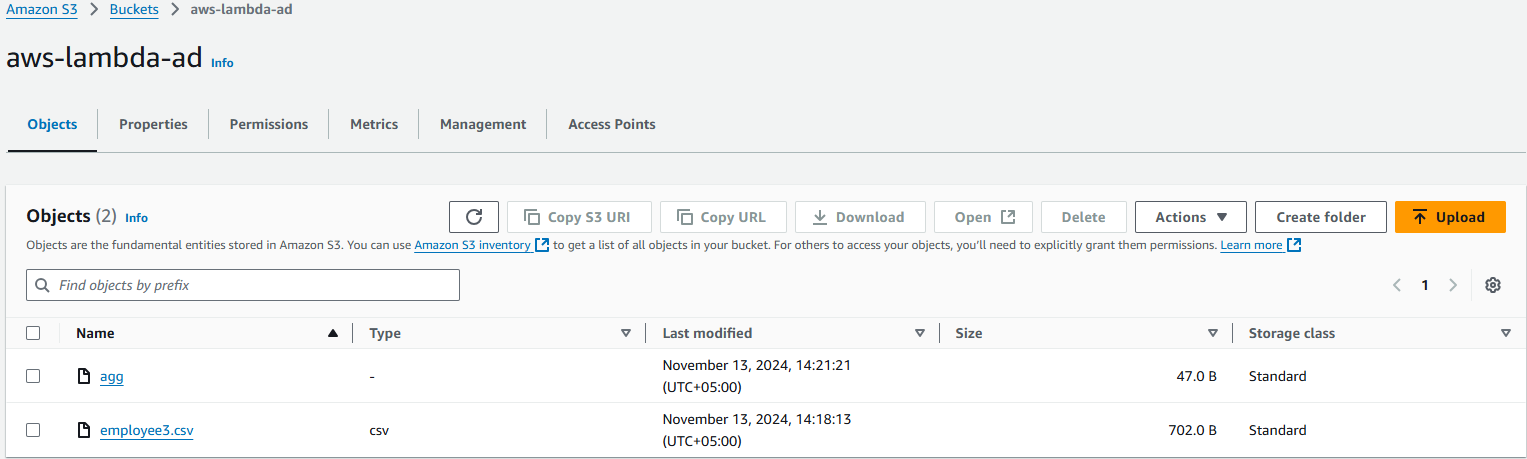 Amazon S3 > Buckets > aws-lambda-ad
aws-lambda-ad Info
Objects Properties Permissions Metrics Management Access Points
Objects (2) Info Copy S3 URI Copy URL Download Open Delete Actions Create folder Upload
Objects are the fundamental entities stored in Amazon S3. You can use Amazon S3 inventory to get a list of all objects in your bucket. For others to access your objects, you'll need to explicitly grant them permissions. Learn more
Find objects by prefix 1
Name Type Last modified Size Storage class
agg - November 13, 2024, 14:21:21 47.0 B Standard
(UTC+05:00)
employee3.csv csv November 13, 2024, 14:18:13 702.0 B Standard
(UTC+05:00)